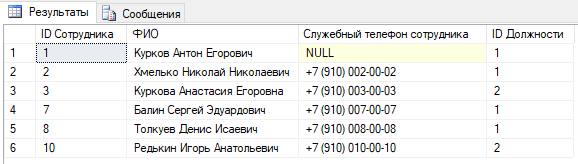 Результаты Сообщения
ID Сотрудника ФИО Служебный телефон сотрудника ID Должности
1 1 Курков Антон Егорович NULL 1
2 2 Хмелько Николай Николаевич +7 (910) 002-00-02 1
3 3 Куркова Анастасия Егоровна +7 (910) 003-00-03 2
4 7 Балин Сергей Эдуардович +7 (910) 007-00-07 1
5 8 Толкуев Денис Исаевич +7 (910) 008-00-08 1
6 10 Редькин Игорь Анатольевич +7 (910) 010-00-10 2